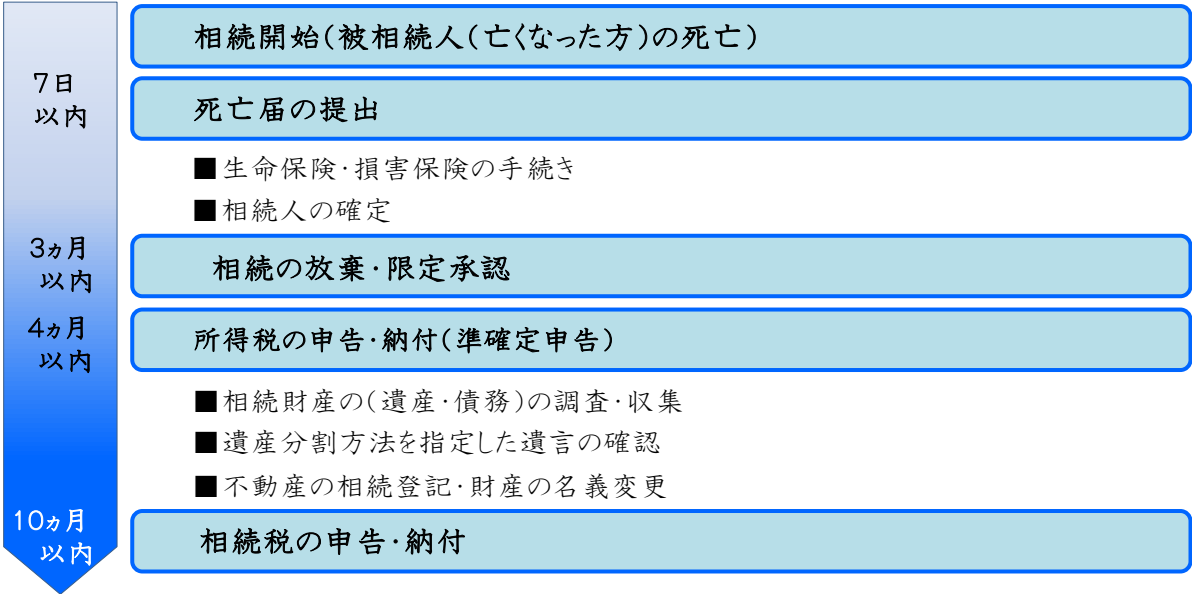 相続開始(被相続人(亡くなった方)の死亡)
7日
以内
死亡届の提出
■生命保険・損害保険の手続き
■相続人の確定
3ヵ月
以内
相続の放棄・限定承認
4ヵ月
以内
所得税の申告・納付(準確定申告)
■相続財産の(遺産・債務)の調査・収集
■遺産分割方法を指定した遺言の確認
■不動産の相続登記・財産の名義変更
10ヵ月
以内
相続税の申告・納付